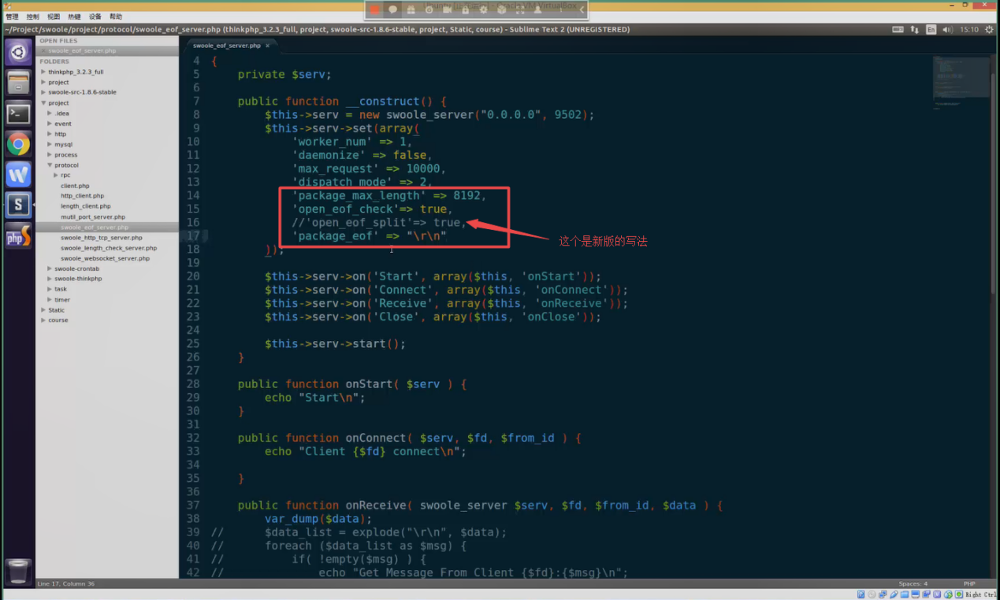 管理 控制 视图 热键 设备 帮助
~/Project/swoole/project/protocol/swoole_eof_server.php (thinkphp_3.2.3_full, project, swoole-src-1.8.6-stable, project, Static, course) - Sublime Text 2 (UNREGISTERED)
En 15:10
OPEN FILES
swoole_eof_server.php
FOLDERS
thinkphp_3.2.3_full
project
swoole-src-1.8.6-stable
project
.idea
event
http
mysql
process
protocol
rpc
client.php
http_client.php
length_client.php
mutil_port_server.php
swoole_eof_server.php
swoole_http_tcp_server.php
swoole_length_check_server.php
swoole_websocket_server.php
swoole-crontab
swoole-thinkphp
task
timer
Static
course
swoole_eof_server.php ×
4 {
5 private $serv;
6
7 public function __construct() {
8 $this->serv = new swoole_server("0.0.0.0", 9502);
9 $this->serv->set(array(
10 'worker_num' => 1,
11 'daemonize' => false,
12 'max_request' => 10000,
13 'dispatch_mode' => 2,
14 'package_max_length' => 8192,
15 'open_eof_check'=> true,
16 //'open_eof_split'=> true,
17 'package_eof' => "\r\n"
这个是新版的写法
18 ));
19
20 $this->serv->on('Start', array($this, 'onStart'));
21 $this->serv->on('Connect', array($this, 'onConnect'));
22 $this->serv->on('Receive', array($this, 'onReceive'));
23 $this->serv->on('Close', array($this, 'onClose'));
24
25 $this->serv->start();
26 }
27
28 public function onStart( $serv ) {
29 echo "Start\n";
30 }
31
32 public function onConnect( $serv, $fd, $from_id ) {
33 echo "Client {$fd} connect\n";
34
35 }
36
37 public function onReceive( swoole_server $serv, $fd, $from_id, $data ) {
38 var_dump($data);
39 // $data_list = explode("\r\n", $data);
40 // foreach ($data_list as $msg) {
41 // if( !empty($msg) ) {
42 // echo "Get Message From Client {$fd}:{$msg}\n";
Line 17, Column 36
Spaces: 4 PHP
Right Ctrl